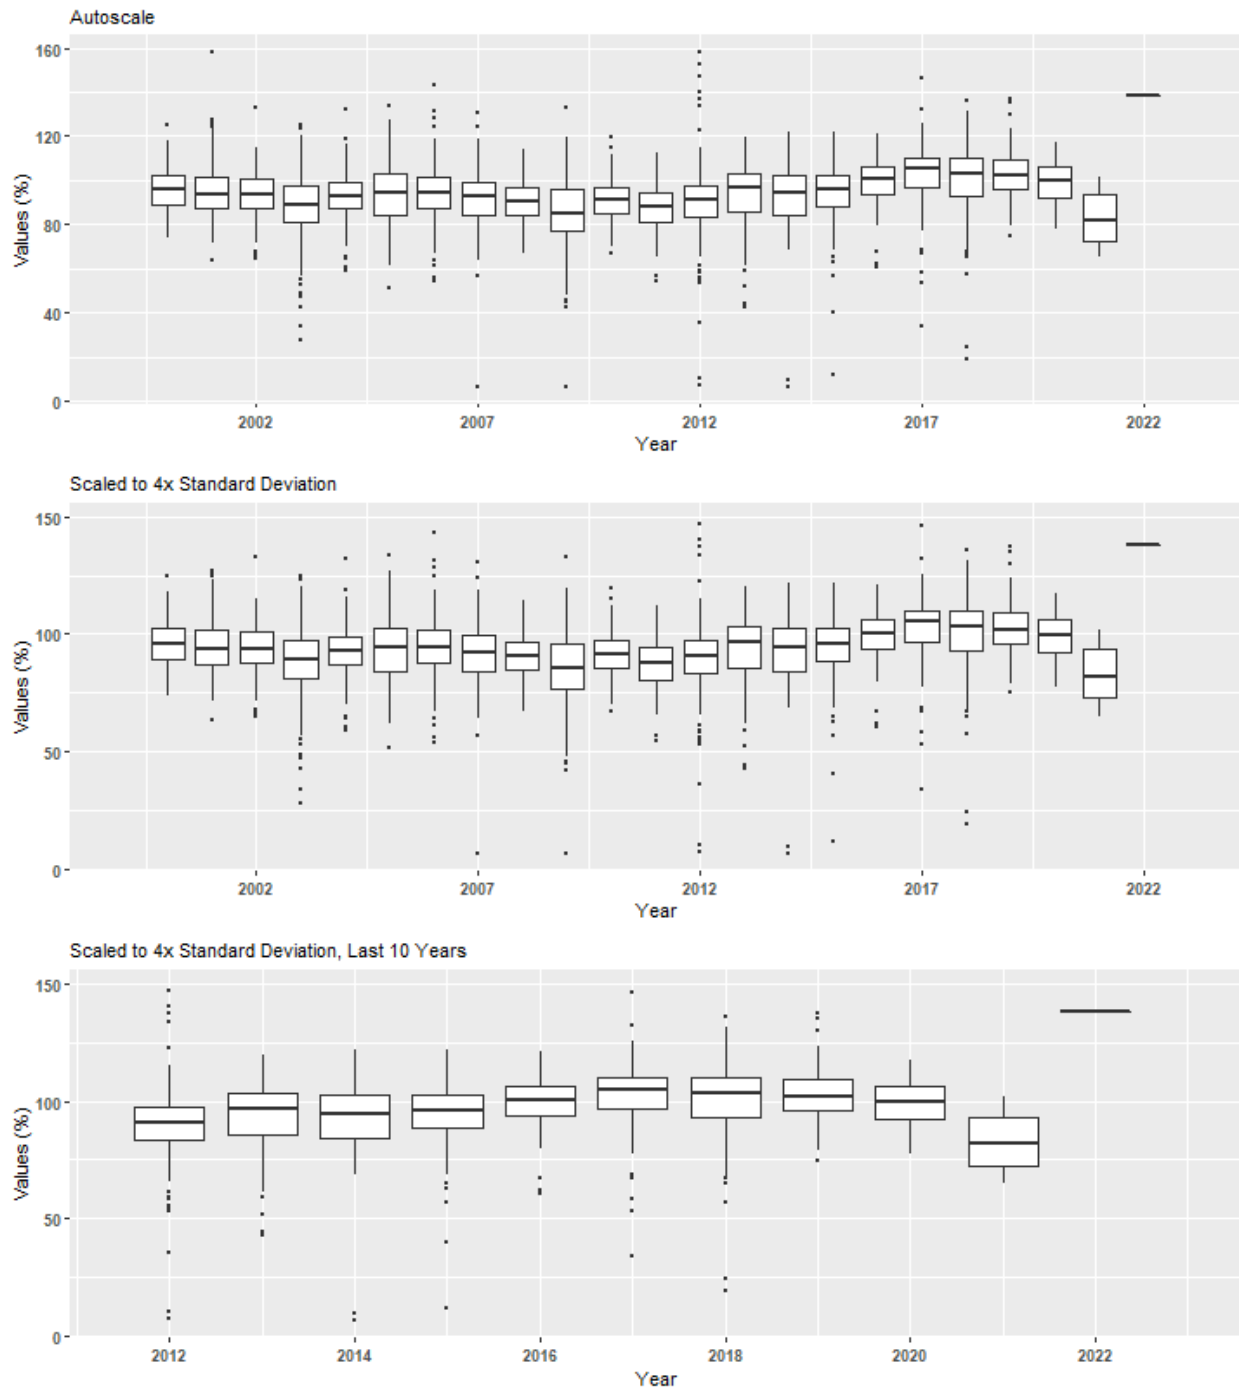 Autoscale
160
120
80
40
0
Values (%)
2002 2007 2012 2017 2022
Year
Scaled to 4x Standard Deviation
150
100
50
0
Values (%)
2002 2007 2012 2017 2022
Year
Scaled to 4x Standard Deviation, Last 10 Years
150
100
50
0
Values (%)
2012 2014 2016 2018 2020 2022
Year